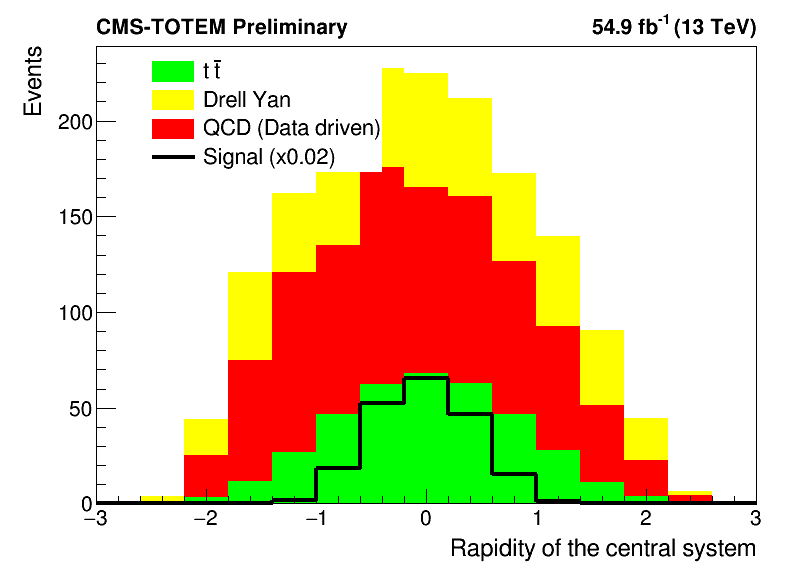 CMS-TOTEM Preliminary
54.9 fb⁻¹ (13 TeV)
Events
t t̄
Drell Yan
QCD (Data driven)
Signal (x0.02)
200
150
100
50
0
−3 −2 −1 0 1 2 3
Rapidity of the central system